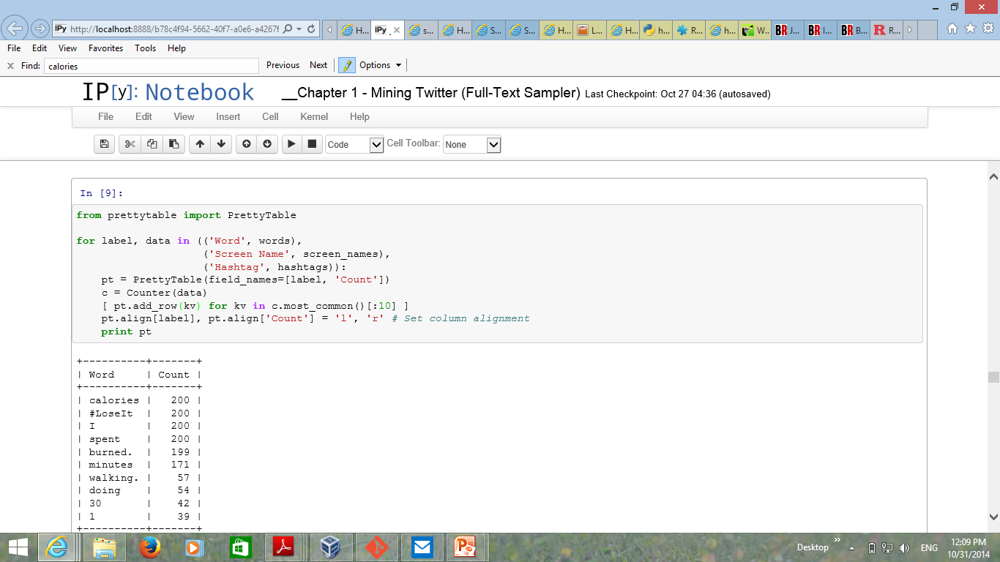 IPy http://localhost:8888/b78c4f94-5662-40f7-a0e6-a4267f
H... IPy . s... H... S... S... H... L... H... h... R... h... W... BR J... BR I... BR B... R R...
File Edit View Favorites Tools Help
x Find: calories Previous Next Options
IP[y]: Notebook __Chapter 1 - Mining Twitter (Full-Text Sampler) Last Checkpoint: Oct 27 04:36 (autosaved)
File Edit View Insert Cell Kernel Help
Code Cell Toolbar: None
In [9]:
from prettytable import PrettyTable
for label, data in (('Word', words),
                    ('Screen Name', screen_names),
                    ('Hashtag', hashtags)):
    pt = PrettyTable(field_names=[label, 'Count'])
    c = Counter(data)
    [ pt.add_row(kv) for kv in c.most_common()[:10] ]
    pt.align[label], pt.align['Count'] = 'l', 'r' # Set column alignment
    print pt
+----------+-------+
| Word     | Count |
+----------+-------+
| calories |   200 |
| #LoseIt  |   200 |
| I        |   200 |
| spent    |   200 |
| burned.  |   199 |
| minutes  |   171 |
| walking. |    57 |
| doing    |    54 |
| 30       |    42 |
| 1        |    39 |
+----------+-------+
Desktop ENG 12:09 PM
10/31/2014